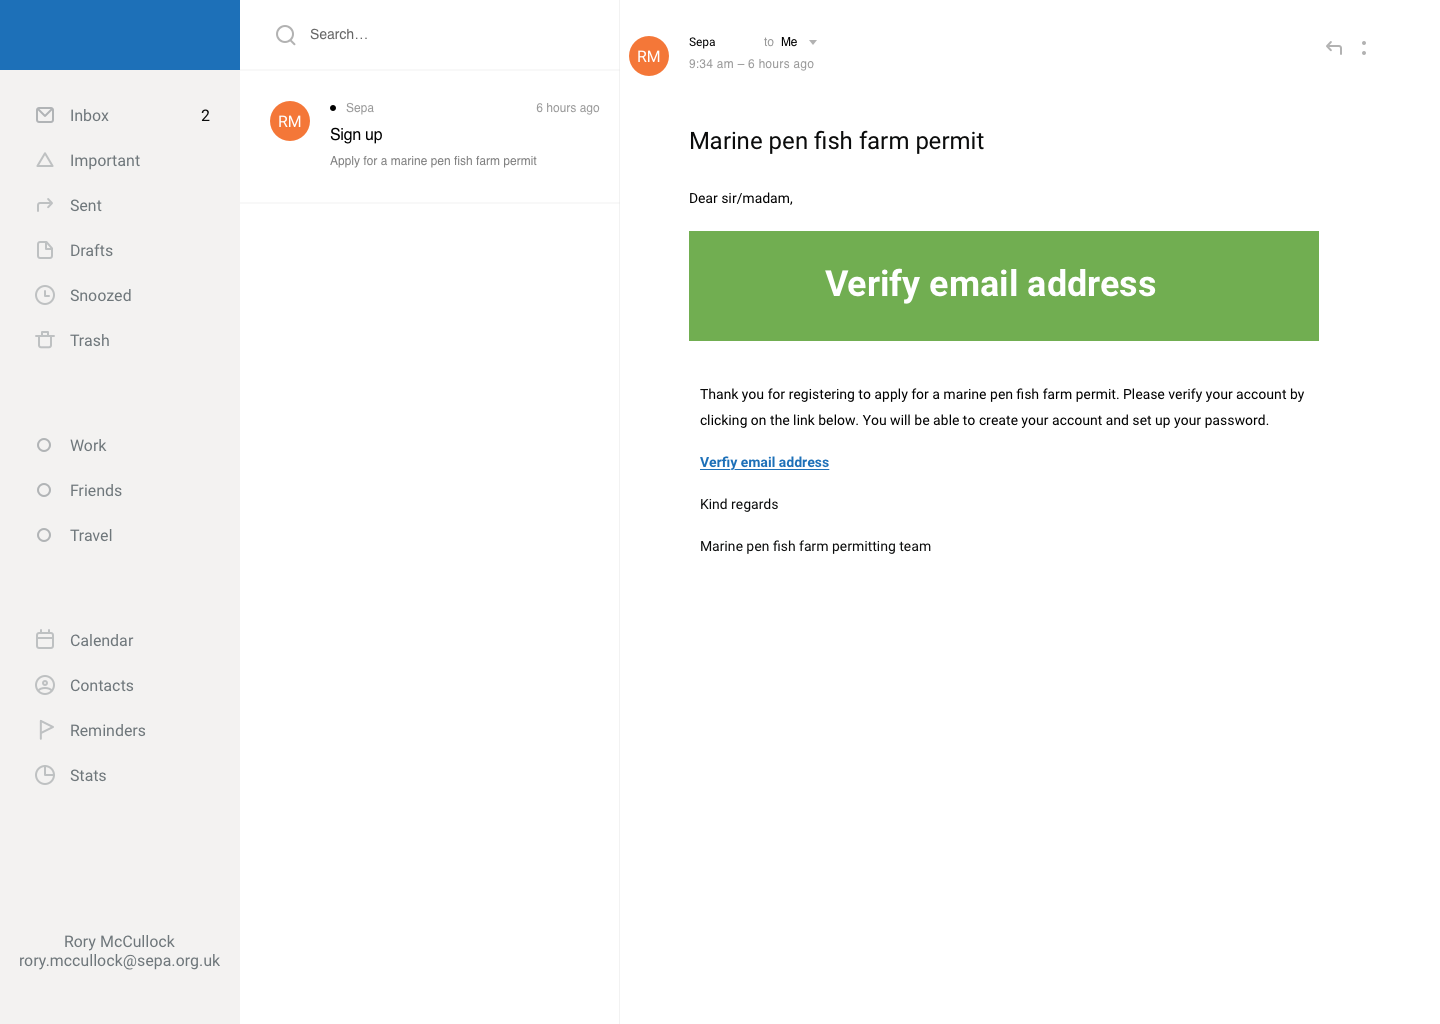 Inbox 2
Important
Sent
Drafts
Snoozed
Trash
Work
Friends
Travel
Calendar
Contacts
Reminders
Stats
Rory McCullock
rory.mccullock@sepa.org.uk
Search...
RM
Sepa 6 hours ago
Sign up
Apply for a marine pen fish farm permit
RM
Sepa to Me
9:34 am – 6 hours ago
Marine pen fish farm permit
Dear sir/madam,
Verify email address
Thank you for registering to apply for a marine pen fish farm permit. Please verify your account by
clicking on the link below. You will be able to create your account and set up your password.
Verfiy email address
Kind regards
Marine pen fish farm permitting team